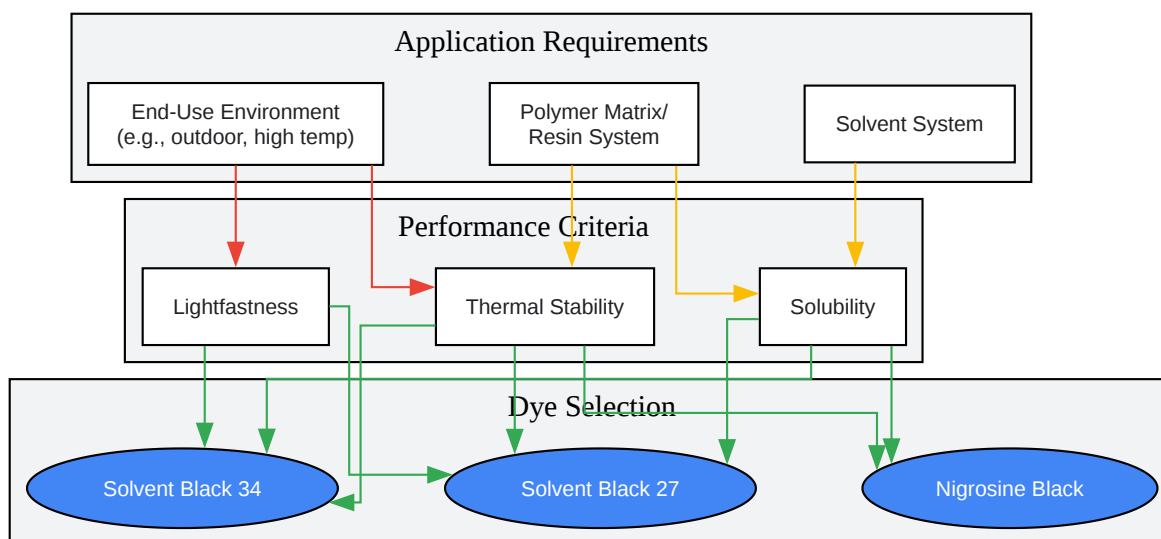 Application Requirements
End-Use Environment
(e.g., outdoor, high temp)
Polymer Matrix/
Resin System
Solvent System
Performance Criteria
Lightfastness
Thermal Stability
Solubility
Dye Selection
Solvent Black 34
Solvent Black 27
Nigrosine Black